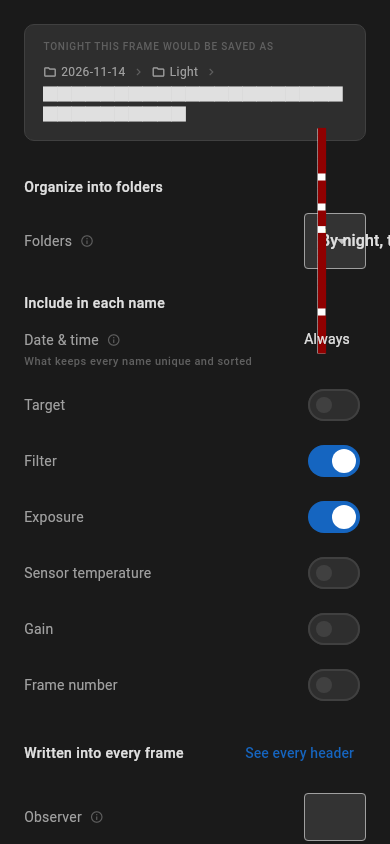 TONIGHT THIS FRAME WOULD BE SAVED AS
2026-11-14 > Light >
Organize into folders
Folders By night, t
Include in each name
Date & time Always
What keeps every name unique and sorted
Target
Filter
Exposure
Sensor temperature
Gain
Frame number
Written into every frame See every header
Observer